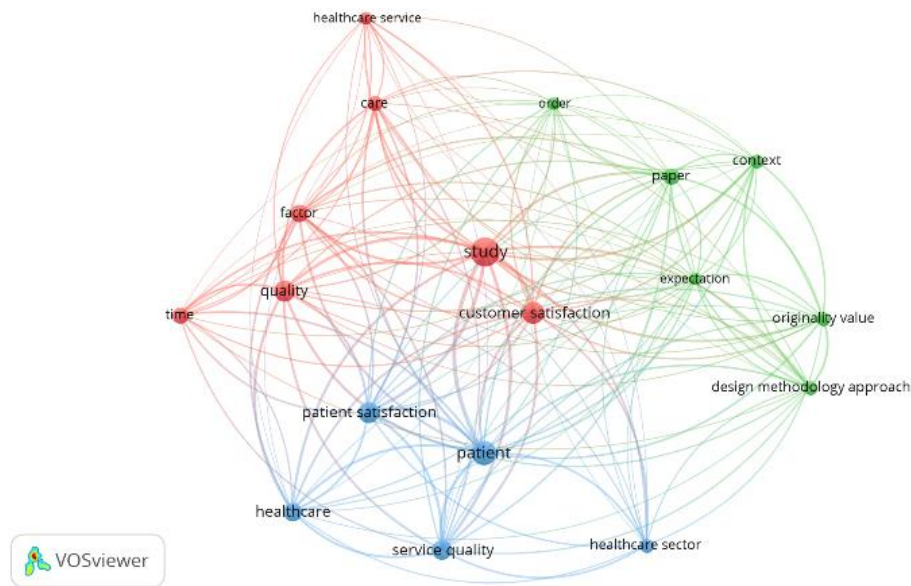 healthcare service
care
order
context
paper
factor
study
expectation
quality
time
customer satisfaction
originality value
design methodology approach
patient satisfaction
patient
healthcare
service quality
healthcare sector
VOSviewer